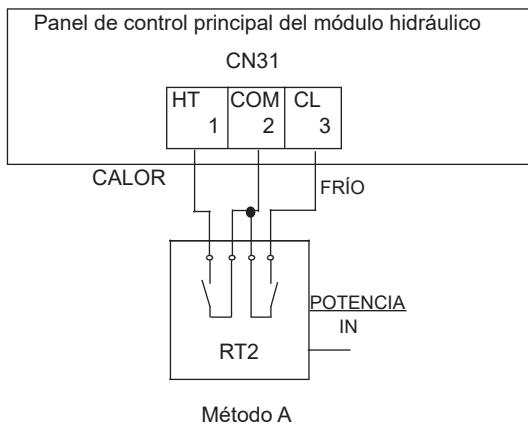 Panel de control principal del módulo hidráulico
CN31
HT COM CL
1 2 3
CALOR
FRÍO
POTENCIA
IN
RT2
Método A